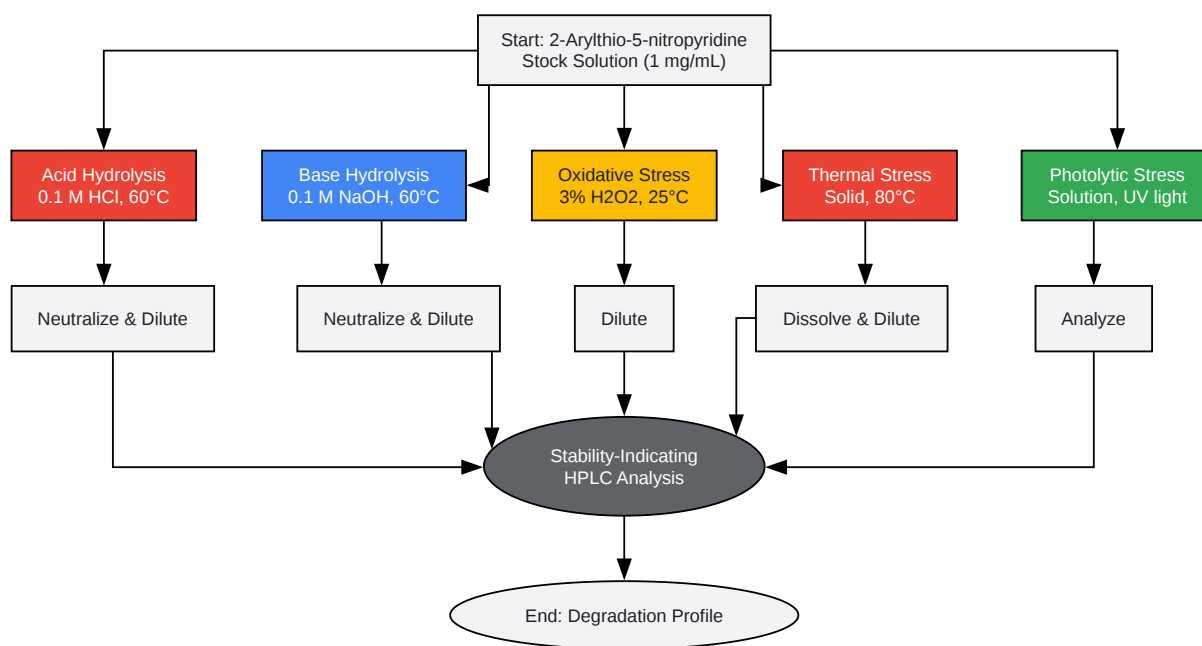 Start: 2-Arylthio-5-nitropyridine
Stock Solution (1 mg/mL)
Acid Hydrolysis
0.1 M HCl, 60°C
Base Hydrolysis
0.1 M NaOH, 60°C
Oxidative Stress
3% H2O2, 25°C
Thermal Stress
Solid, 80°C
Photolytic Stress
Solution, UV light
Neutralize & Dilute
Neutralize & Dilute
Dilute
Dissolve & Dilute
Analyze
Stability-Indicating
HPLC Analysis
End: Degradation Profile